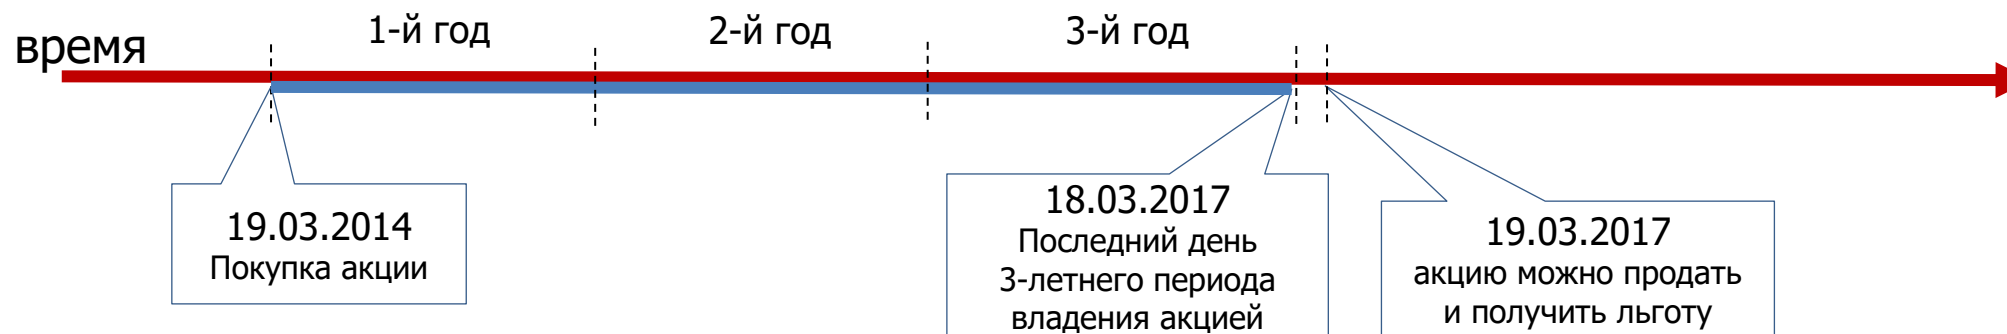 время
1-й год
2-й год
3-й год
19.03.2014
Покупка акции
18.03.2017
Последний день
3-летнего периода
владения акцией
19.03.2017
акцию можно продать
и получить льготу